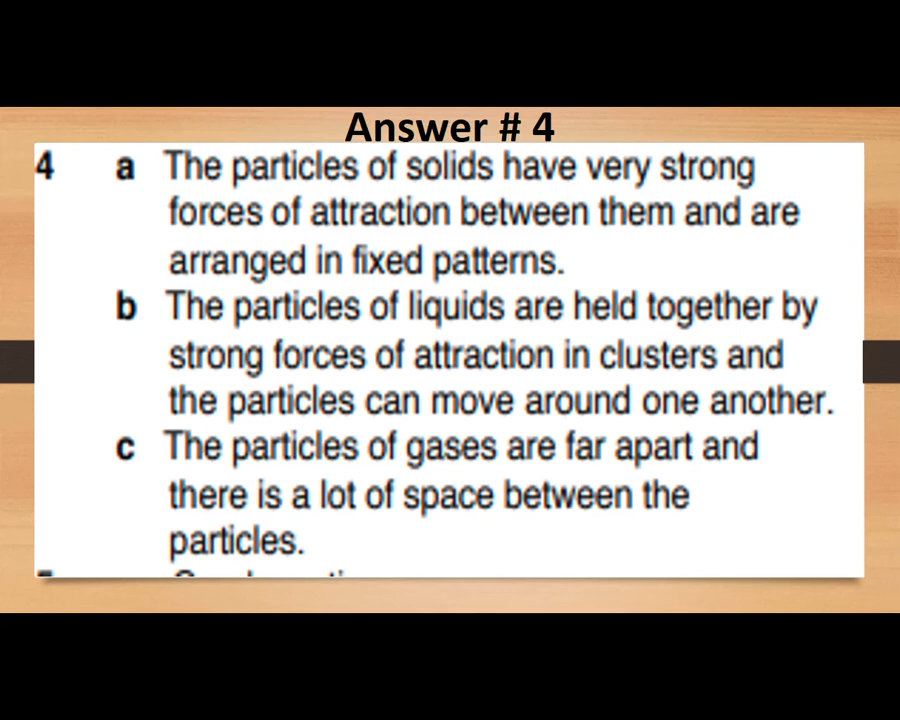 Answer # 4
4 a The particles of solids have very strong
forces of attraction between them and are
arranged in fixed patterns.
b The particles of liquids are held together by
strong forces of attraction in clusters and
the particles can move around one another.
c The particles of gases are far apart and
there is a lot of space between the
particles.